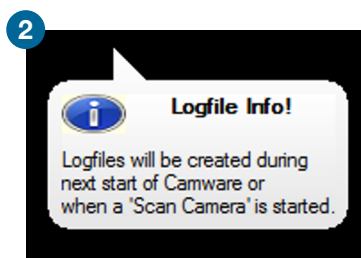 2
Logfile Info!
Logfiles will be created during
next start of Camware or
when a 'Scan Camera' is started.